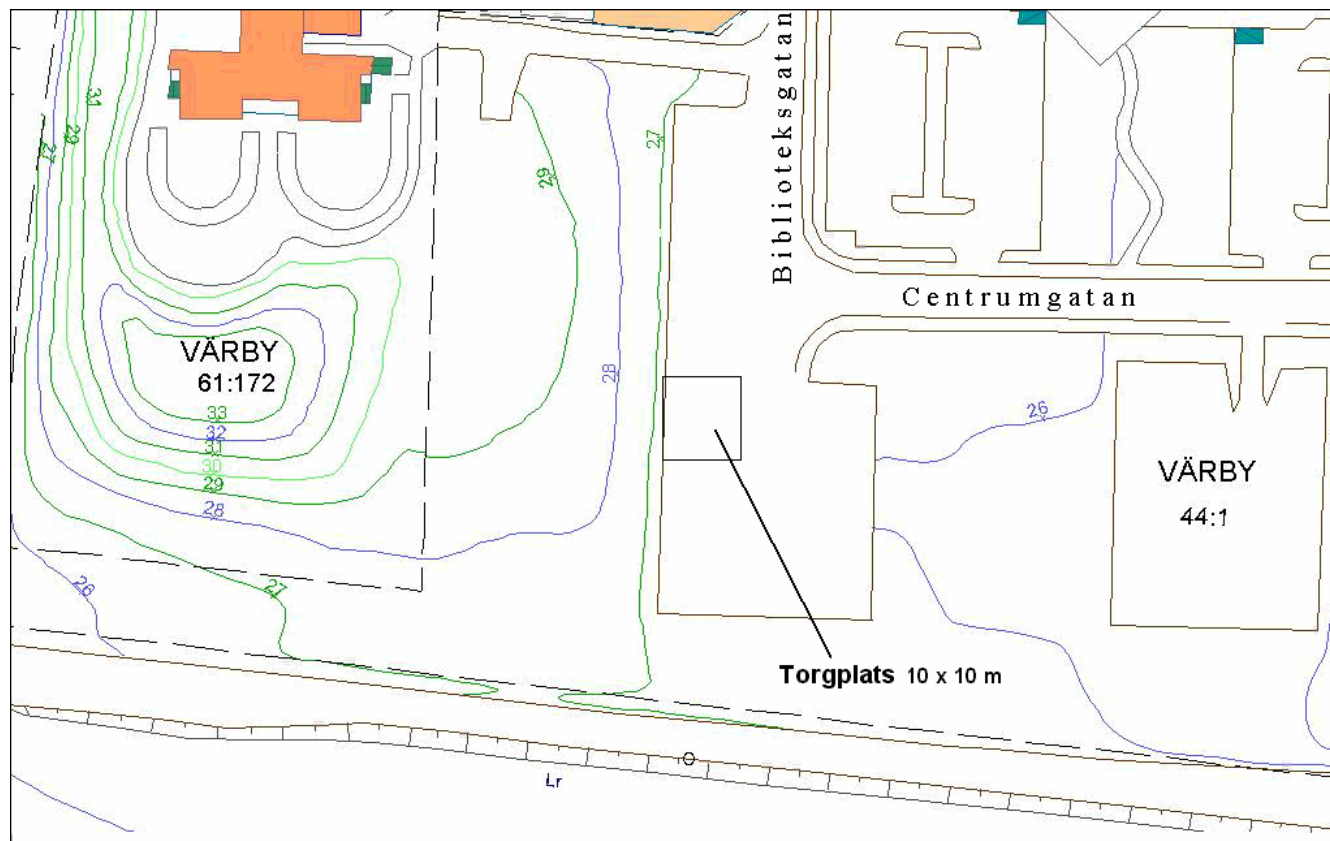 Biblioteksgatan
31
29
27
27
29
Centrumgatan
VÄRBY
61:172
28
26
33
32
31
30
29
28
VÄRBY
44:1
26
27
Torgplats 10 x 10 m
Lr